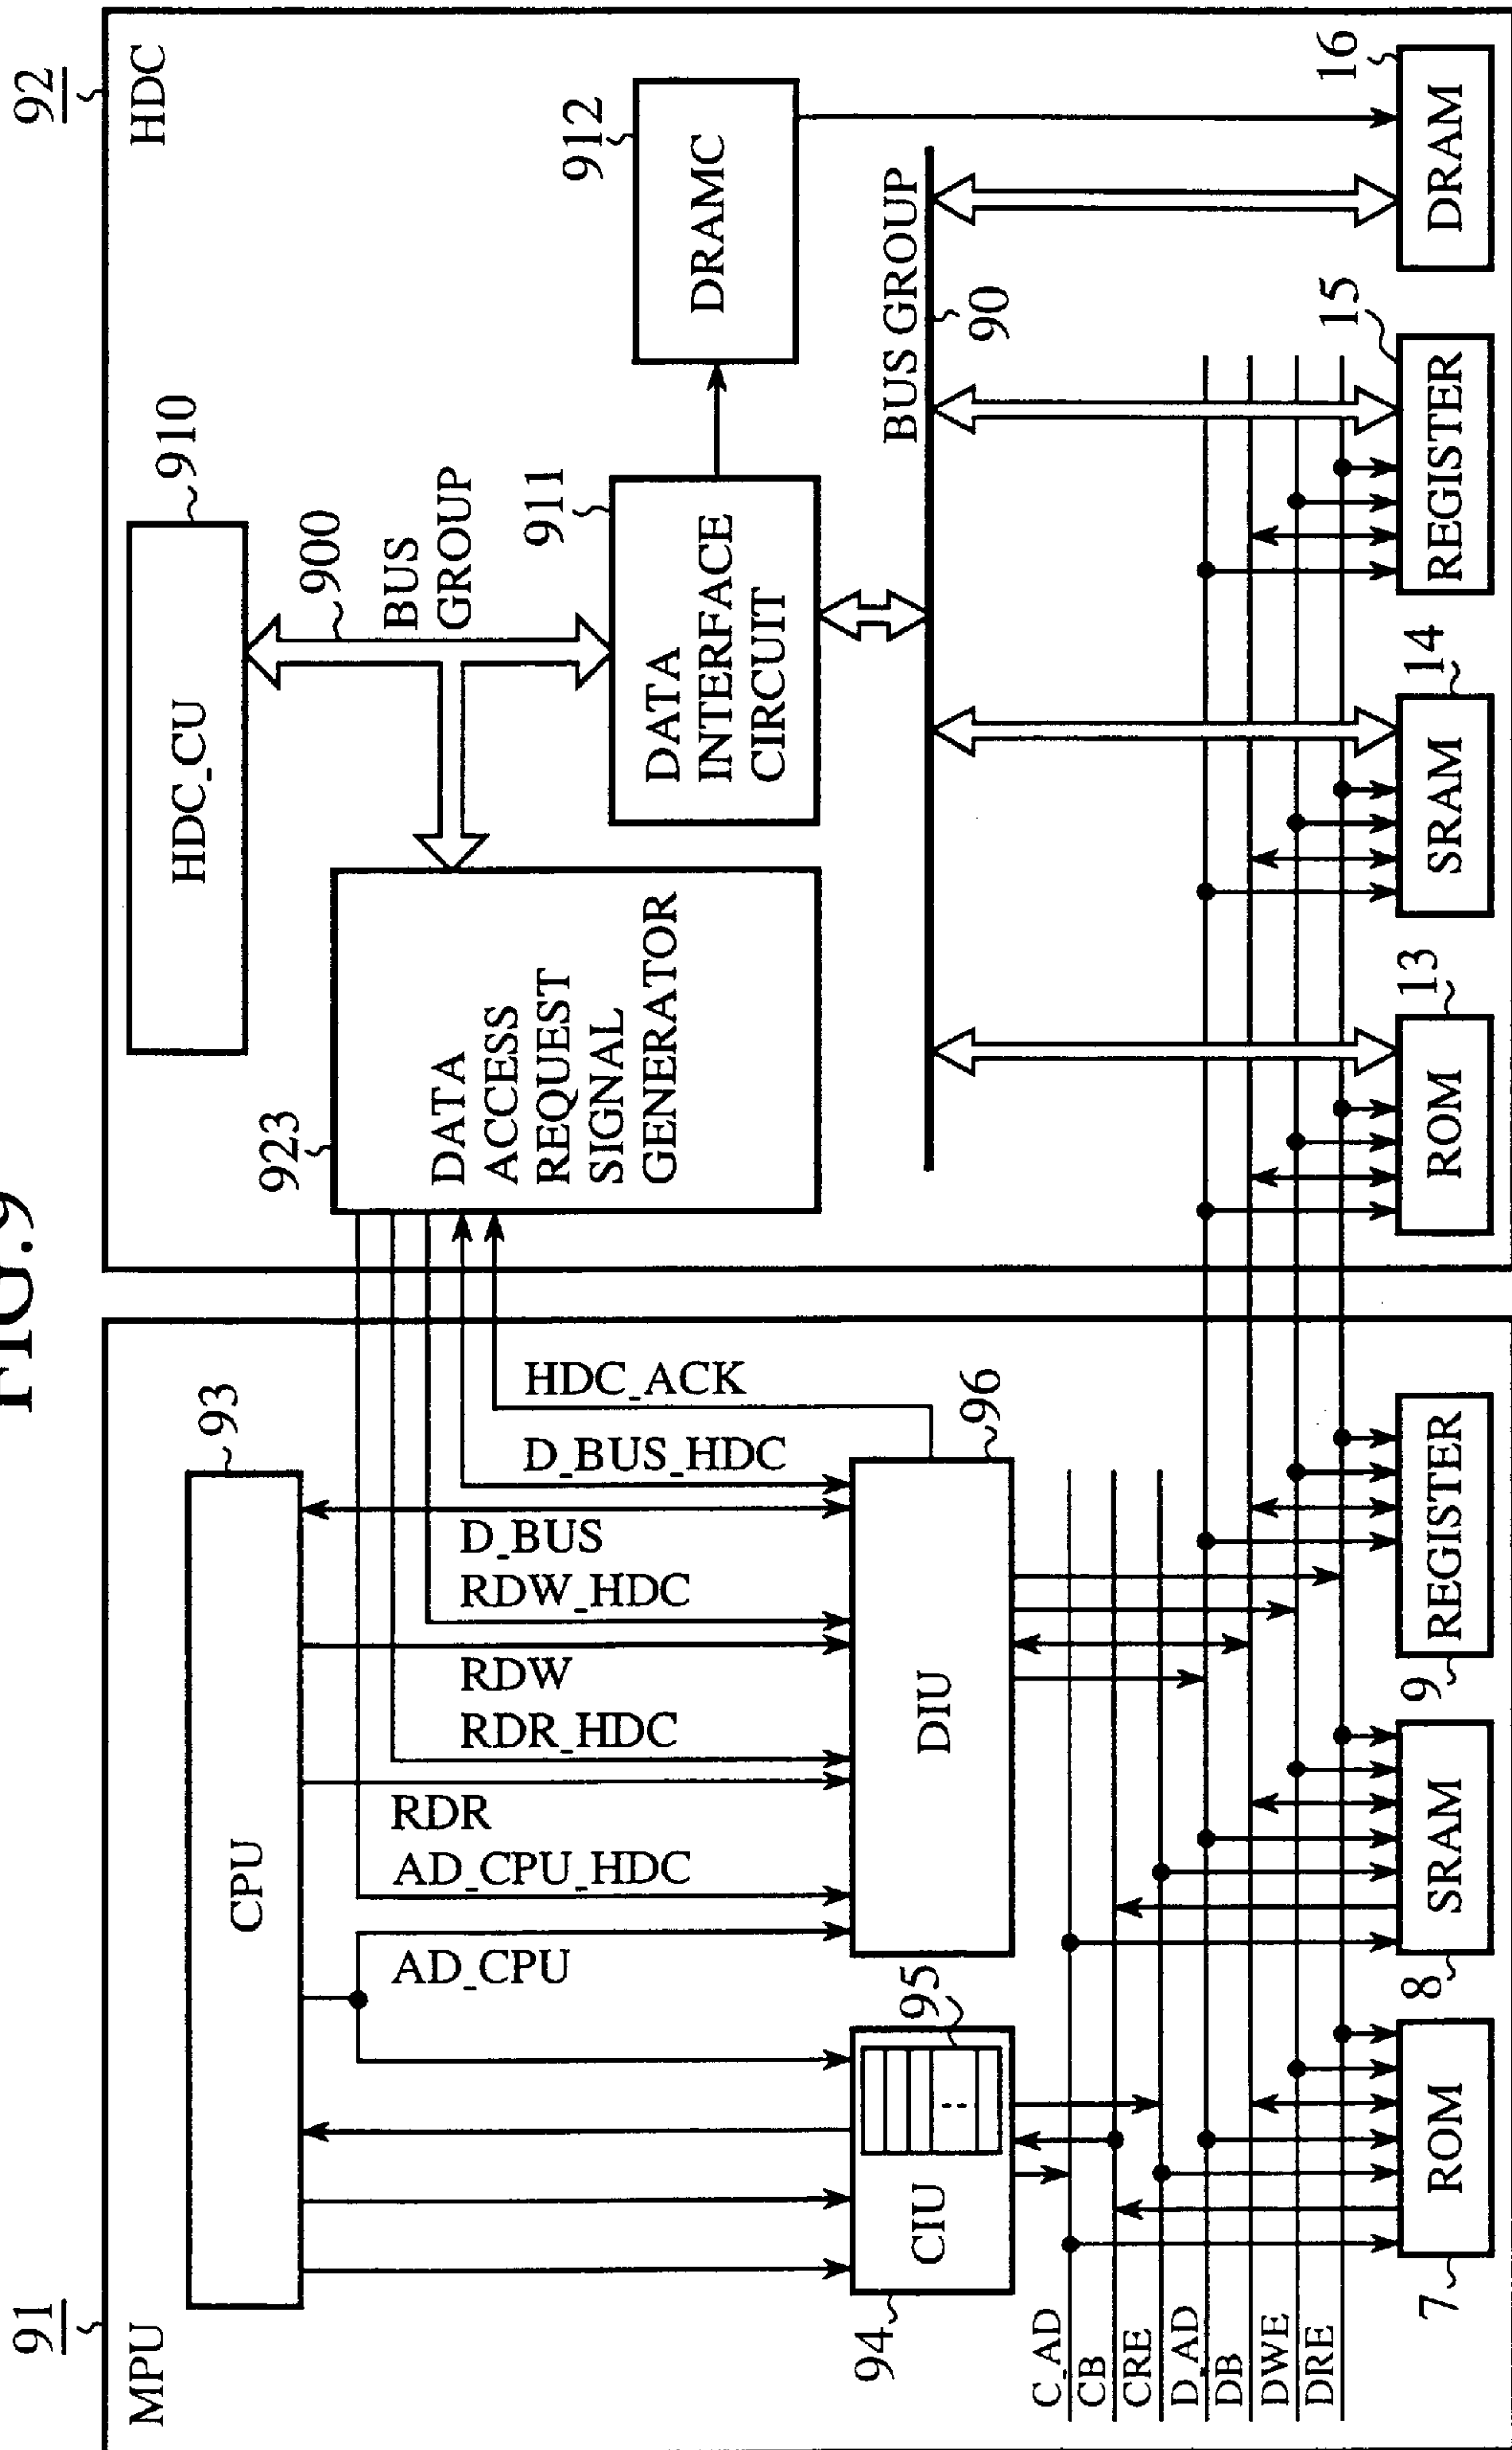 FIG.9
91
MPU
93
CPU
HDC_ACK
D_BUS_HDC
D_BUS
RDW_HDC
RDW
RDR_HDC
RDR
AD_CPU_HDC
AD_CPU
94
CIU
95
DIU
96
C_AD
CB
CRE
D_AD
DB
DWE
DRE
7
ROM
8
SRAM
9
REGISTER
92
HDC
910
HDC_CU
900
BUS
GROUP
923
DATA
ACCESS
REQUEST
SIGNAL
GENERATOR
911
DATA
INTERFACE
CIRCUIT
912
DRAMC
BUS GROUP
90
13
ROM
14
SRAM
15
REGISTER
16
DRAM